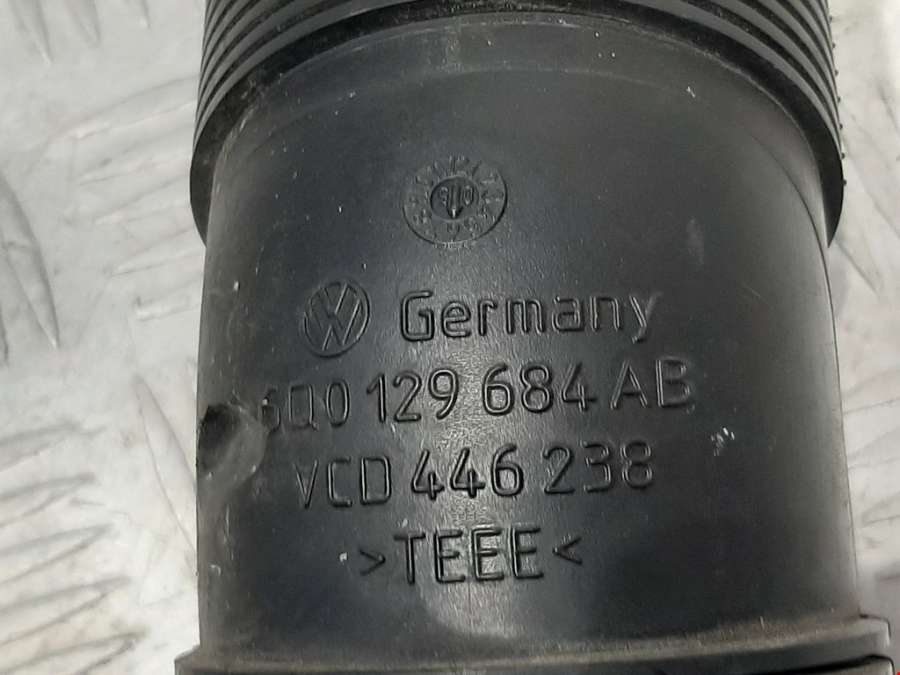 Germany
6Q0 129 684 AB
VCD 446 238
>TEEE<